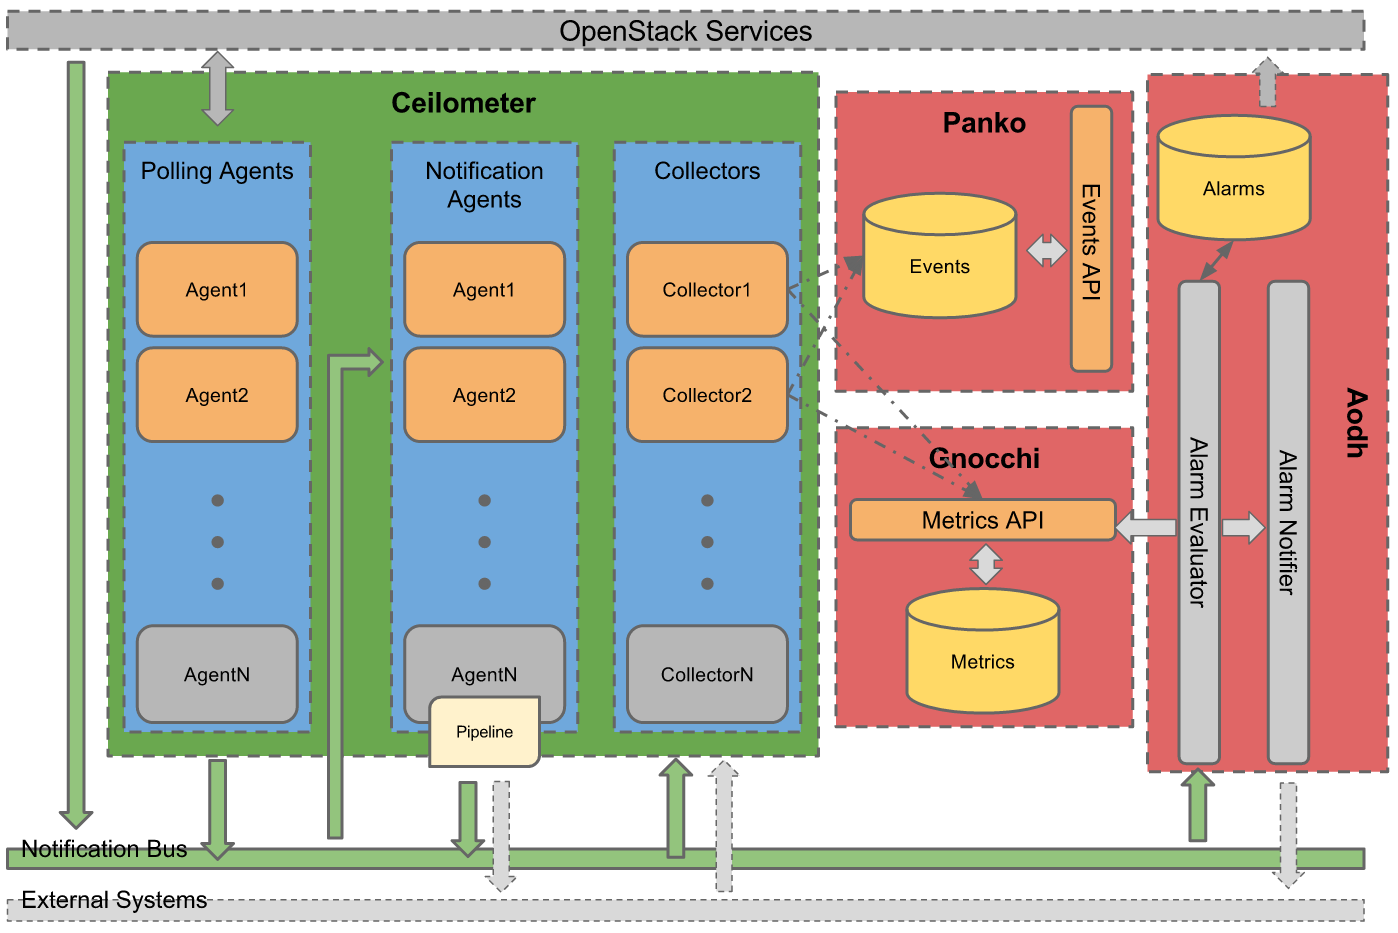 OpenStack Services
Ceilometer
Polling Agents
Agent1
Agent2
AgentN
Notification
Agents
Agent1
Agent2
AgentN
Pipeline
Collectors
Collector1
Collector2
CollectorN
Panko
Events
Events API
Gnocchi
Metrics API
Metrics
Alarms
Aodh
Alarm Evaluator
Alarm Notifier
Notification Bus
External Systems